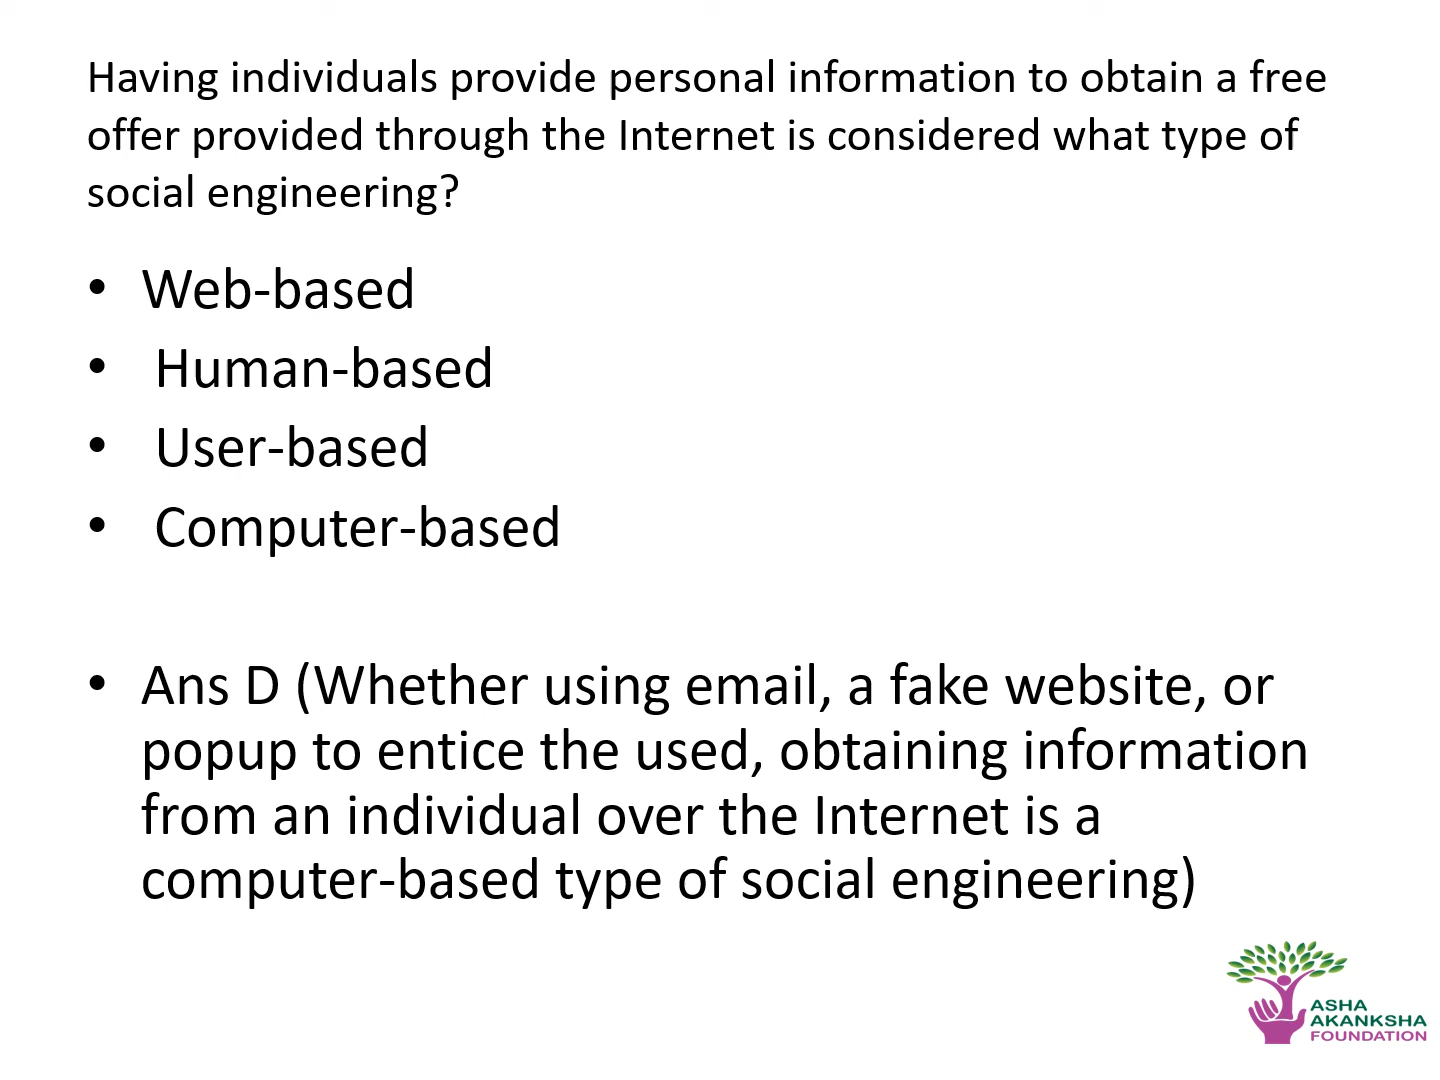 Having individuals provide personal information to obtain a free
offer provided through the Internet is considered what type of
social engineering?
• Web-based
• Human-based
• User-based
• Computer-based
• Ans D (Whether using email, a fake website, or
popup to entice the used, obtaining information
from an individual over the Internet is a
computer-based type of social engineering)
ASHA
AKANKSHA
FOUNDATION